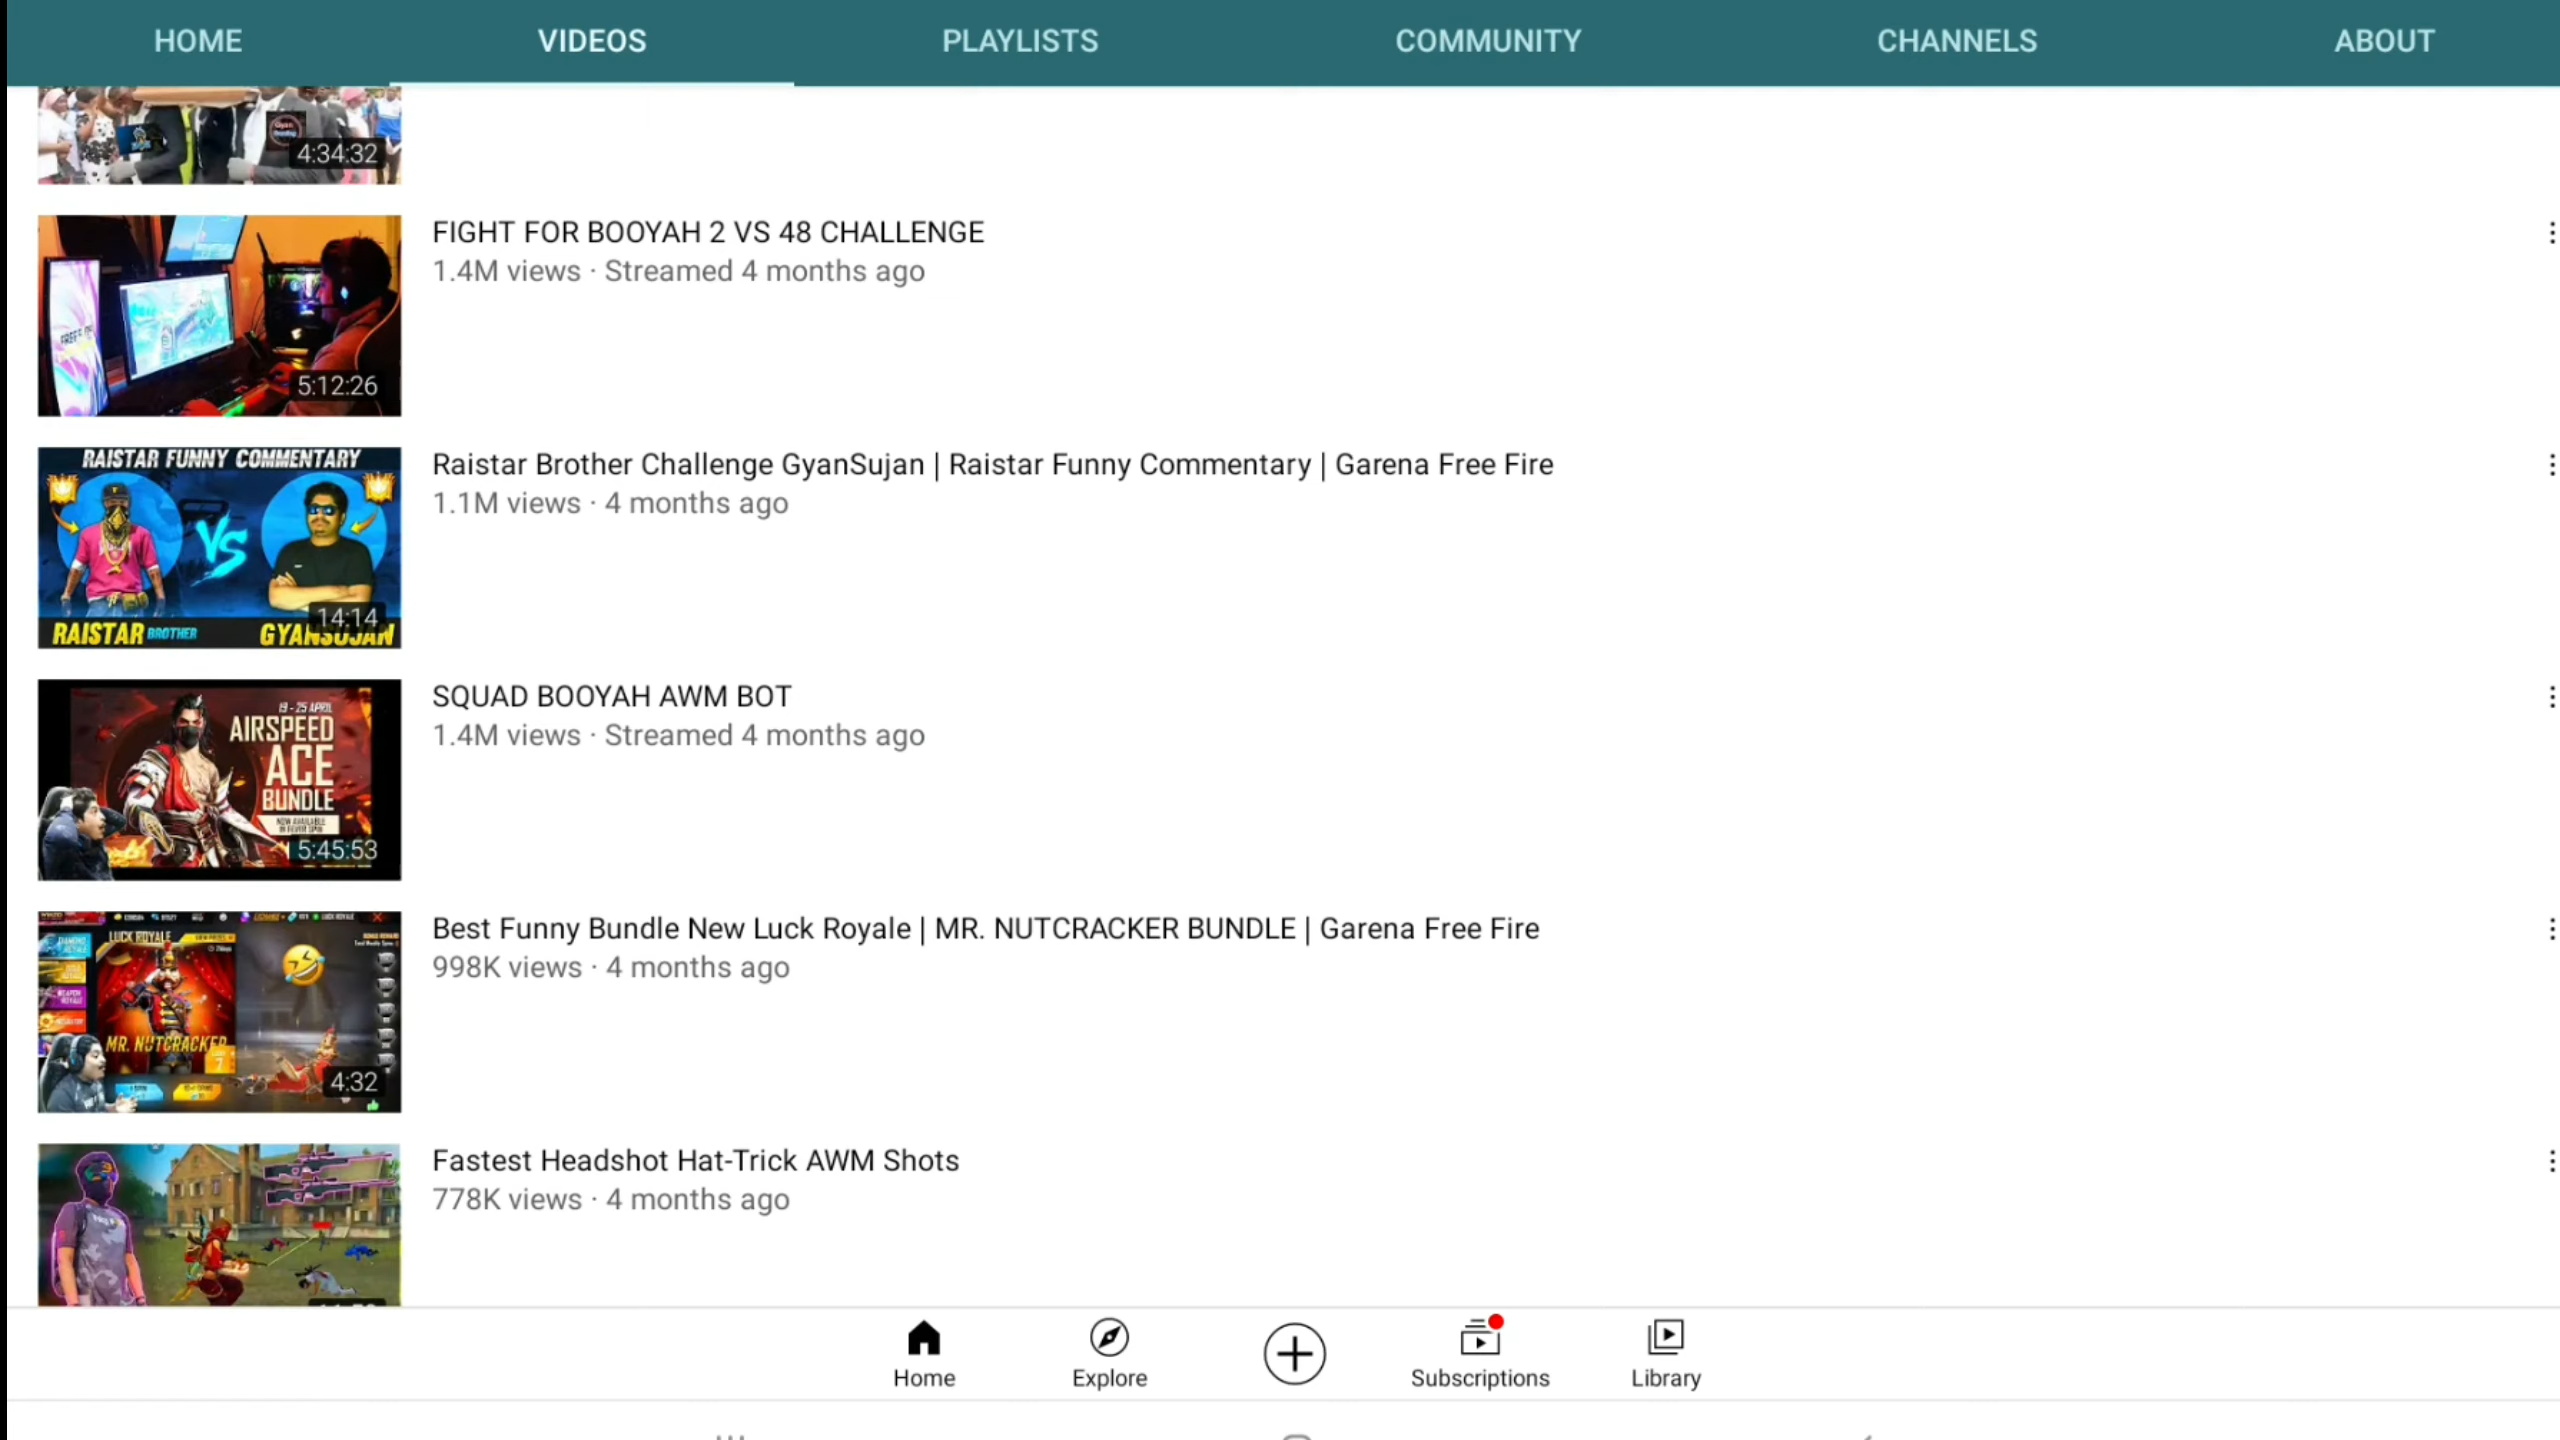 HOME VIDEOS PLAYLISTS COMMUNITY CHANNELS ABOUT
4:34:32
FIGHT FOR BOOYAH 2 VS 48 CHALLENGE
1.4M views · Streamed 4 months ago
5:12:26
RAISTAR FUNNY COMMENTARY
VS
14:14
RAISTAR BROTHER GYANSUJAN
Raistar Brother Challenge GyanSujan | Raistar Funny Commentary | Garena Free Fire
1.1M views · 4 months ago
19 - 25 APRIL
AIRSPEED
ACE
BUNDLE
5:45:53
SQUAD BOOYAH AWM BOT
1.4M views · Streamed 4 months ago
LUCK ROYALE
MR. NUTCRACKER
4:32
Best Funny Bundle New Luck Royale | MR. NUTCRACKER BUNDLE | Garena Free Fire
998K views · 4 months ago
Fastest Headshot Hat-Trick AWM Shots
778K views · 4 months ago
Home Explore Subscriptions Library